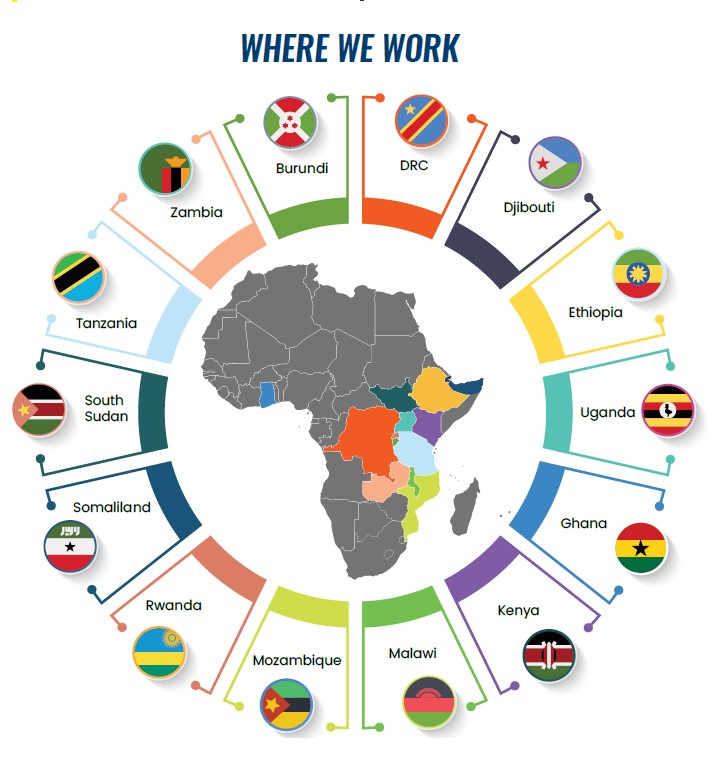 WHERE WE WORK
Burundi
DRC
Djibouti
Ethiopia
Uganda
Ghana
Kenya
Malawi
Mozambique
Rwanda
Somaliland
South
Sudan
Tanzania
Zambia